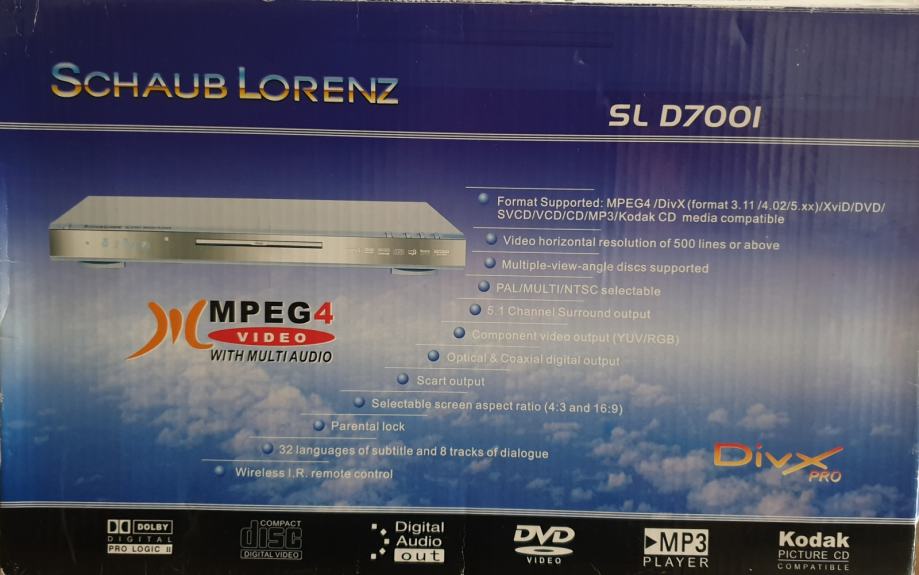 SCHAUB LORENZ
SL D7001
Format Supported: MPEG4 /DivX(format 3.11 /4.02/5.xx)/XviD/DVD/
SVCD/VCD/CD/MP3/Kodak CD media compatible
Video horizontal resolution of 500 lines or above
Multiple-view-angle discs supported
PAL/MULTI/NTSC selectable
5.1 Channel Surround output
Component video output (YUV/RGB)
Optical & Coaxial digital output
Scart output
Selectable screen aspect ratio (4:3 and 16:9)
Parental lock
32 languages of subtitle and 8 tracks of dialogue
Wireless I.R. remote control
MPEG4
VIDEO
WITH MULTI AUDIO
DivX
PRO
DOLBY
DIGITAL
PRO LOGIC II
COMPACT
disc
DIGITAL VIDEO
Digital
Audio
out
DVD
VIDEO
MP3
PLAYER
Kodak
PICTURE CD
COMPATIBLE